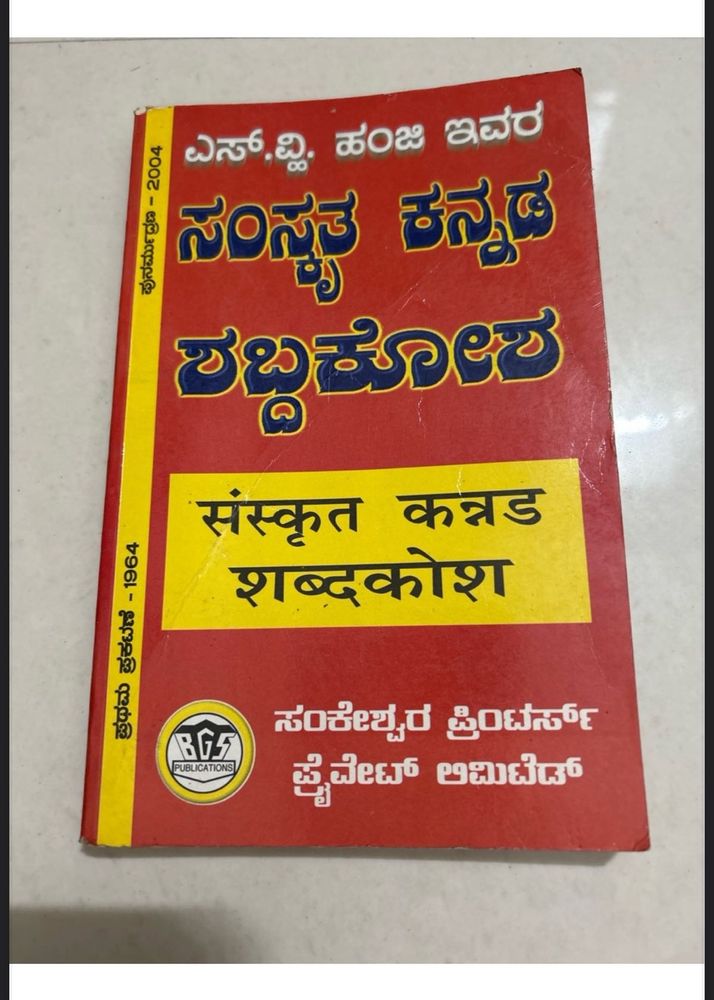 ಎಸ್.ವ್ಹಿ. ಹಂಜಿ ಇವರ
ಸಂಸ್ಕೃತ ಕನ್ನಡ
ಶಬ್ದಕೋಶ
संस्कृत कन्नड
शब्दकोश
ಸಂಕೇಶ್ವರ ಪ್ರಿಂಟರ್ಸ್
ಪ್ರೈವೇಟ್ ಲಿಮಿಟೆಡ್
BGS
PUBLICATIONS
ಪ್ರಥಮ ಪ್ರಕಟಣೆ - 1964
ಪುನರ್ಮುದ್ರಣ - 2004